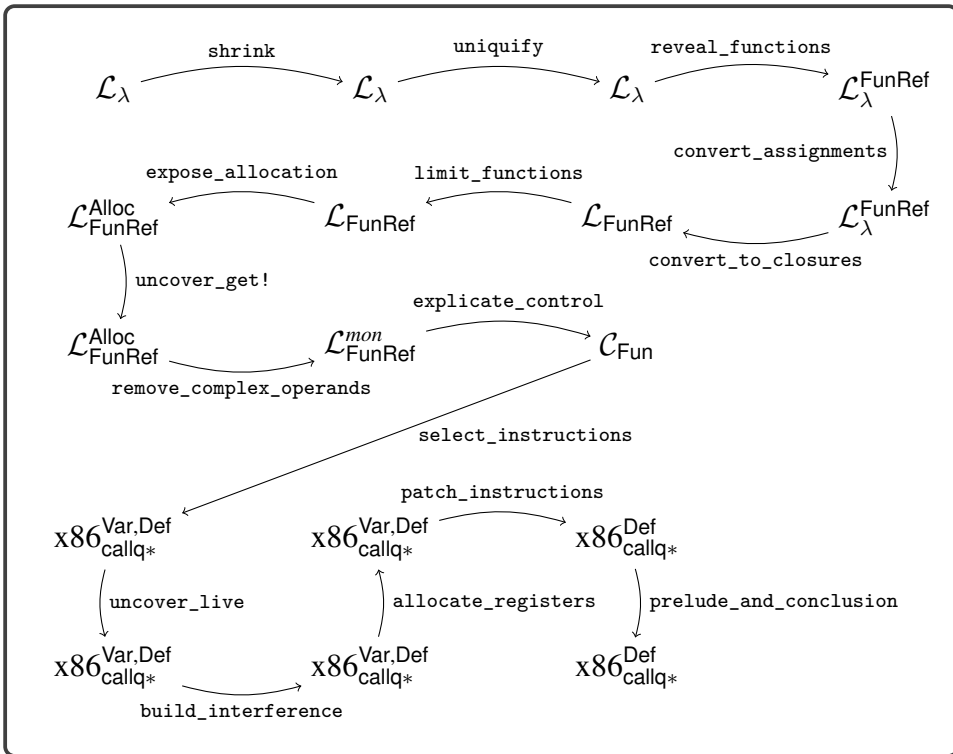 shrink uniquify reveal_functions
ℒ_λ ℒ_λ ℒ_λ ℒ_λ^FunRef
convert_assignments
expose_allocation limit_functions
ℒ_FunRef^Alloc ℒ_FunRef ℒ_FunRef ℒ_λ^FunRef
convert_to_closures
uncover_get!
explicate_control
ℒ_FunRef^Alloc ℒ_FunRef^mon 𝒞_Fun
remove_complex_operands
select_instructions
patch_instructions
x86_callq*^Var,Def x86_callq*^Var,Def x86_callq*^Def
uncover_live allocate_registers prelude_and_conclusion
x86_callq*^Var,Def x86_callq*^Var,Def x86_callq*^Def
build_interference